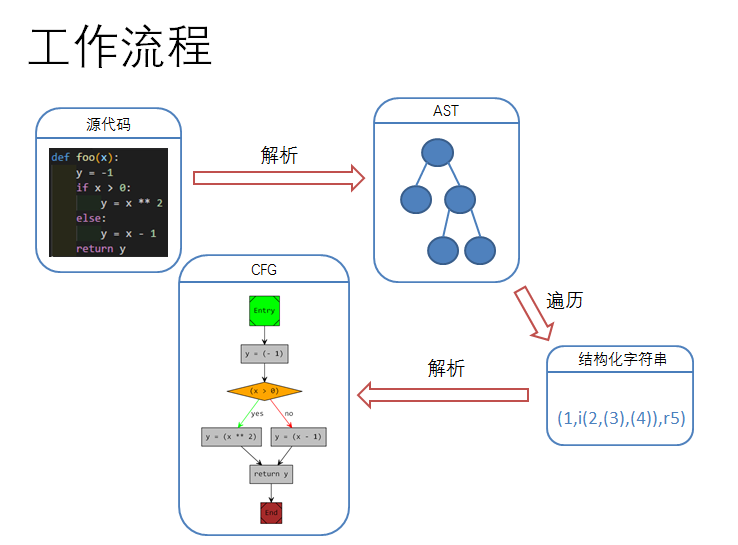 工作流程
源代码
def foo(x):
y = -1
if x > 0:
y = x ** 2
else:
y = x - 1
return y
解析
AST
遍历
结构化字符串
(1,i(2,(3),(4)),r5)
解析
CFG
Entry
y = (- 1)
(x > 0)
yes
no
y = (x ** 2)
y = (x - 1)
return y
End